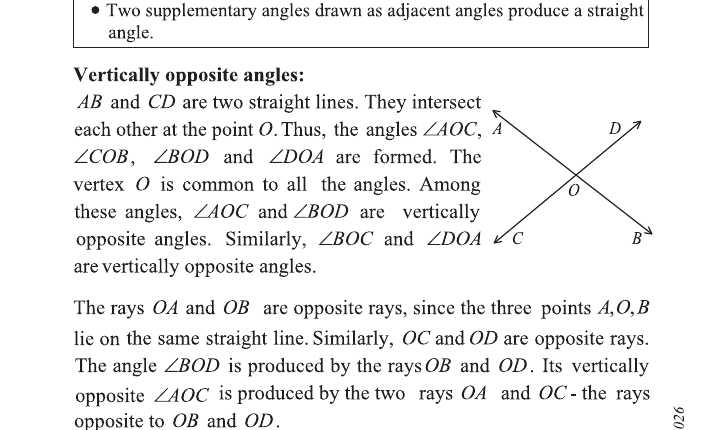 • Two supplementary angles drawn as adjacent angles produce a straight
angle.
Vertically opposite angles:
AB and CD are two straight lines. They intersect
each other at the point O. Thus, the angles ∠AOC,
∠COB, ∠BOD and ∠DOA are formed. The
vertex O is common to all the angles. Among
these angles, ∠AOC and ∠BOD are vertically
opposite angles. Similarly, ∠BOC and ∠DOA
are vertically opposite angles.
A
D
O
C
B
The rays OA and OB are opposite rays, since the three points A,O,B
lie on the same straight line. Similarly, OC and OD are opposite rays.
The angle ∠BOD is produced by the rays OB and OD. Its vertically
opposite ∠AOC is produced by the two rays OA and OC - the rays
opposite to OB and OD.
026